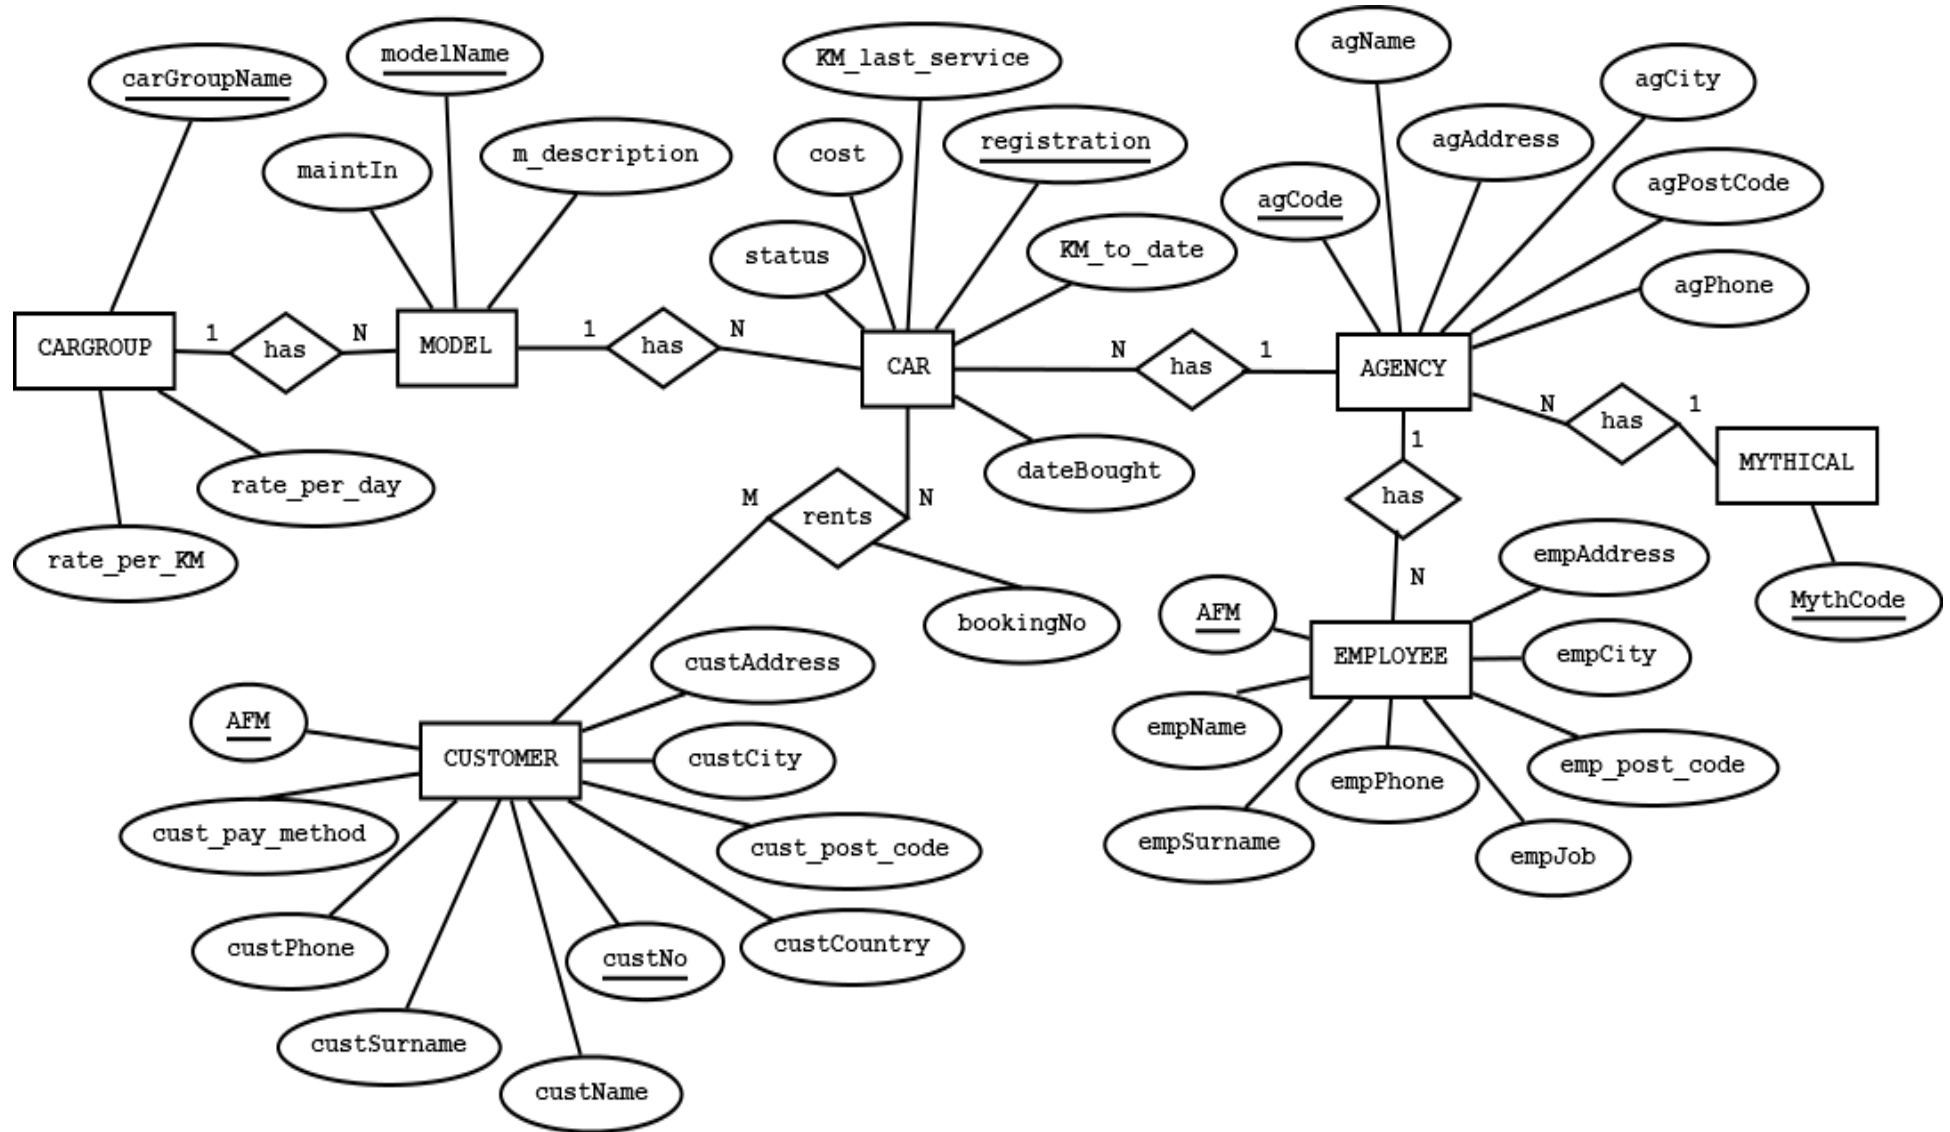 agName
modelName
KM_last_service
carGroupName
agCity
registration
agAddress
cost
m_description
maintIn
agPostCode
agCode
status
KM_to_date
agPhone
CARGROUP
1
has
N
MODEL
1
has
N
CAR
N
has
1
AGENCY
N
has
1
MYTHICAL
1
has
N
dateBought
rate_per_day
rate_per_KM
M
rents
N
bookingNo
empAddress
MythCode
AFM
EMPLOYEE
empCity
empName
emp_post_code
empPhone
empSurname
empJob
custAddress
AFM
CUSTOMER
custCity
cust_pay_method
cust_post_code
custPhone
custNo
custCountry
custSurname
custName